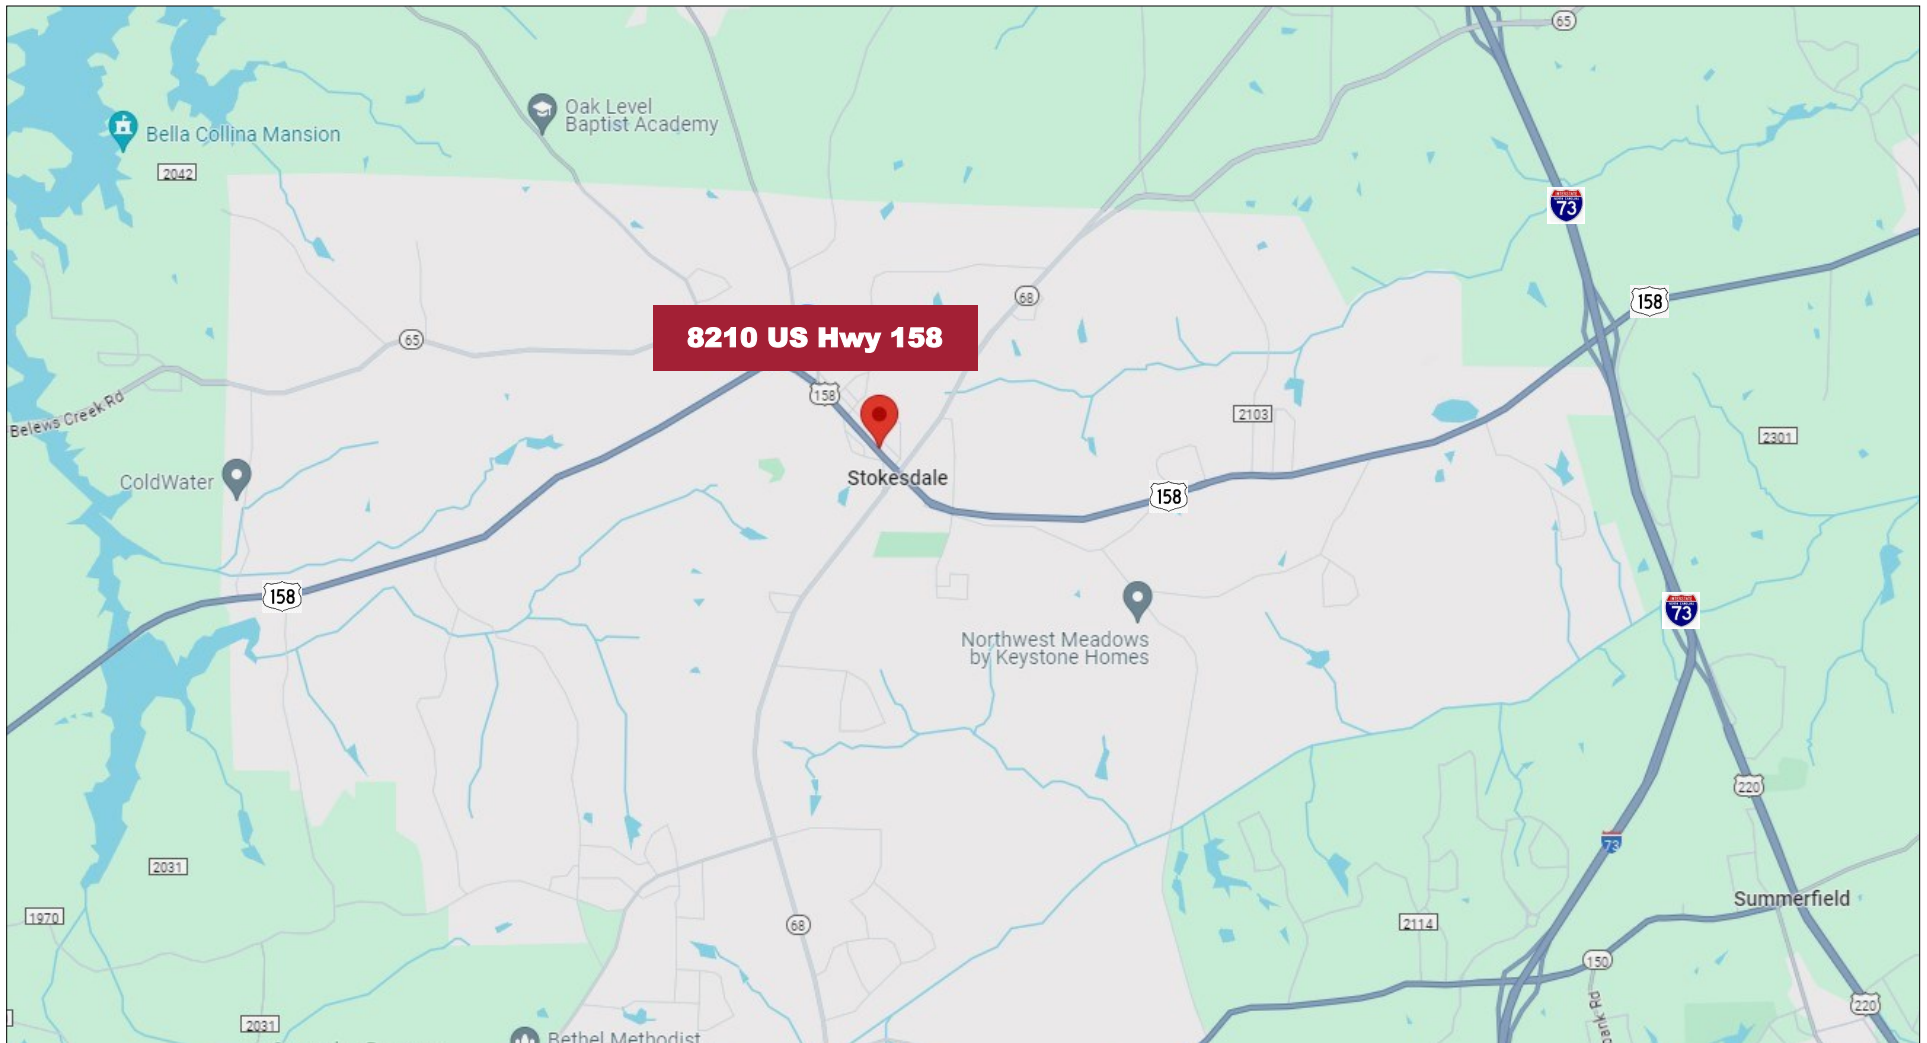 65
Oak Level
Baptist Academy
Bella Collina Mansion
2042
INTERSTATE
73
158
68
8210 US Hwy 158
65
158
Belews Creek Rd
2103
2301
ColdWater
Stokesdale
158
158
INTERSTATE
73
Northwest Meadows
by Keystone Homes
220
73
2031
Summerfield
1970
68
2114
150
220
2031
Bethel Methodist